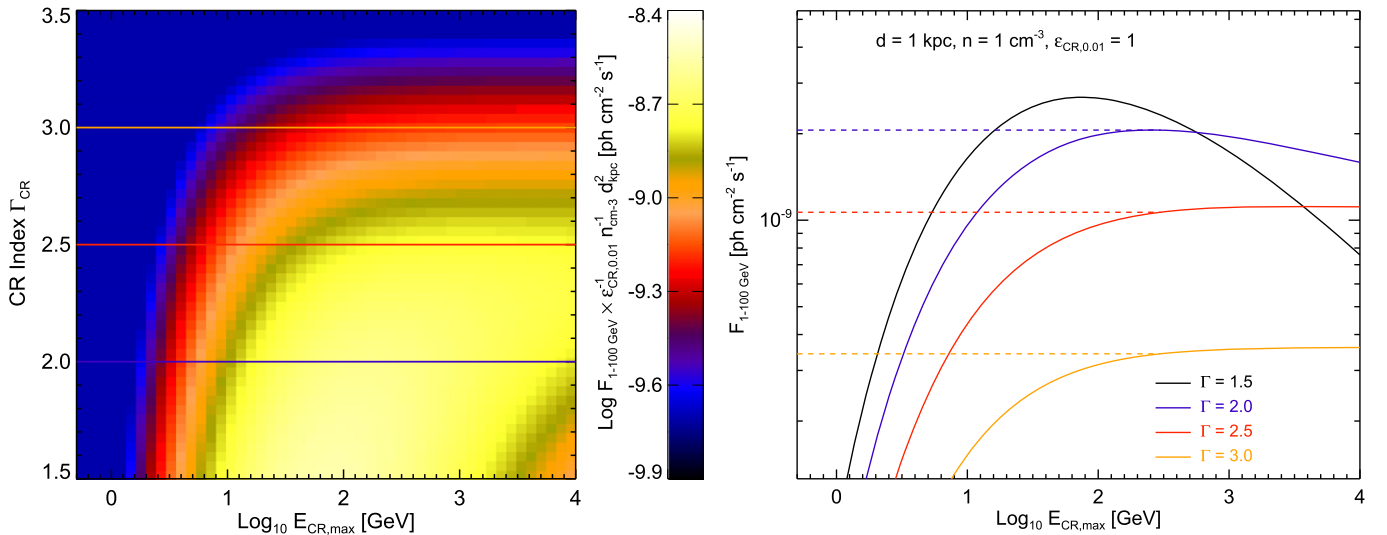 3.5
3.0
2.5
2.0
1.5
CR Index Γ_CR
0 1 2 3 4
Log₁₀ E_CR,max [GeV]
-8.4
-8.7
-9.0
-9.3
-9.6
-9.9
Log F_1-100 GeV × ε⁻¹_CR,0.01 n⁻¹_cm-3 d²_kpc [ph cm⁻² s⁻¹]
d = 1 kpc, n = 1 cm⁻³, ε_CR,0.01 = 1
10⁻⁹
F_1-100 GeV [ph cm⁻² s⁻¹]
Γ = 1.5
Γ = 2.0
Γ = 2.5
Γ = 3.0
0 1 2 3 4
Log₁₀ E_CR,max [GeV]